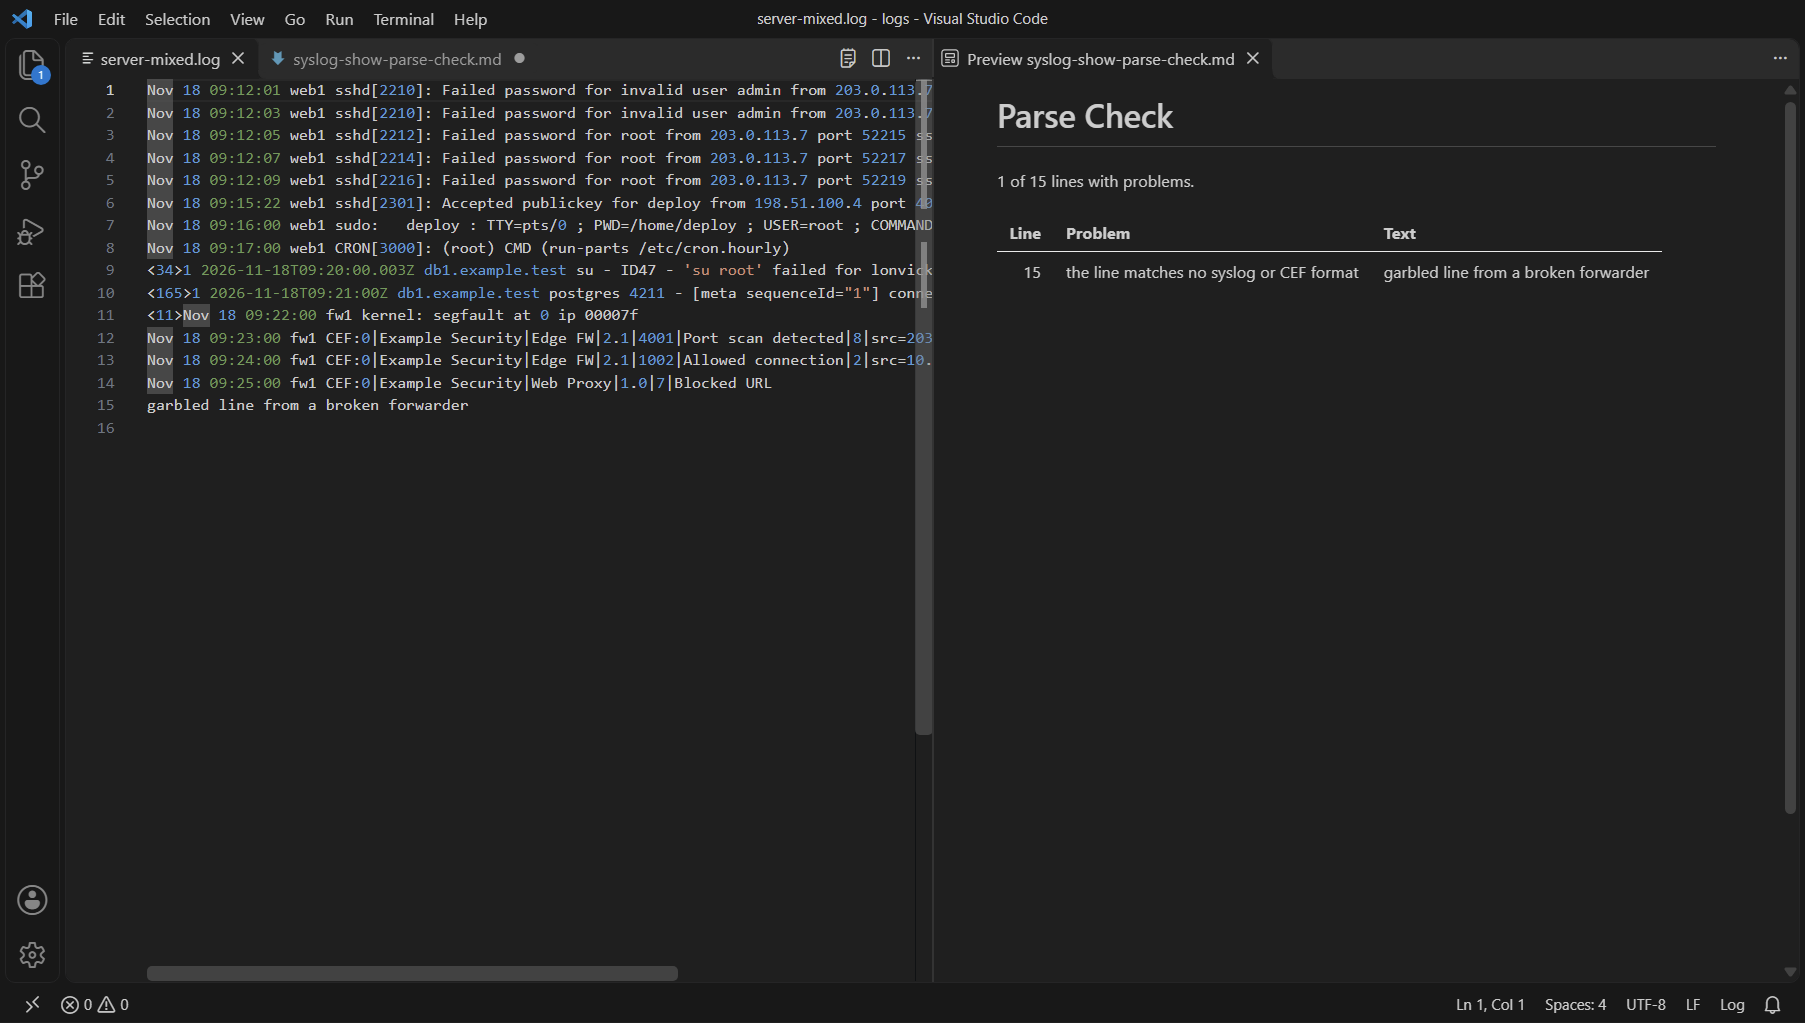 File Edit Selection View Go Run Terminal Help
server-mixed.log - logs - Visual Studio Code
1
server-mixed.log
syslog-show-parse-check.md
1 Nov 18 09:12:01 web1 sshd[2210]: Failed password for invalid user admin from 203.0.113.7
2 Nov 18 09:12:03 web1 sshd[2210]: Failed password for invalid user admin from 203.0.113.7
3 Nov 18 09:12:05 web1 sshd[2212]: Failed password for root from 203.0.113.7 port 52215 ss
4 Nov 18 09:12:07 web1 sshd[2214]: Failed password for root from 203.0.113.7 port 52217 ss
5 Nov 18 09:12:09 web1 sshd[2216]: Failed password for root from 203.0.113.7 port 52219 ss
6 Nov 18 09:15:22 web1 sshd[2301]: Accepted publickey for deploy from 198.51.100.4 port 40
7 Nov 18 09:16:00 web1 sudo:   deploy : TTY=pts/0 ; PWD=/home/deploy ; USER=root ; COMMAND
8 Nov 18 09:17:00 web1 CRON[3000]: (root) CMD (run-parts /etc/cron.hourly)
9 <34>1 2026-11-18T09:20:00.003Z db1.example.test su - ID47 - 'su root' failed for lonvick
10 <165>1 2026-11-18T09:21:00Z db1.example.test postgres 4211 - [meta sequenceId="1"] conne
11 <11>Nov 18 09:22:00 fw1 kernel: segfault at 0 ip 00007f
12 Nov 18 09:23:00 fw1 CEF:0|Example Security|Edge FW|2.1|4001|Port scan detected|8|src=203
13 Nov 18 09:24:00 fw1 CEF:0|Example Security|Edge FW|2.1|1002|Allowed connection|2|src=10.
14 Nov 18 09:25:00 fw1 CEF:0|Example Security|Web Proxy|1.0|7|Blocked URL
15 garbled line from a broken forwarder
16
Preview syslog-show-parse-check.md
Parse Check
1 of 15 lines with problems.
Line Problem Text
15 the line matches no syslog or CEF format garbled line from a broken forwarder
0 0
Ln 1, Col 1 Spaces: 4 UTF-8 LF Log